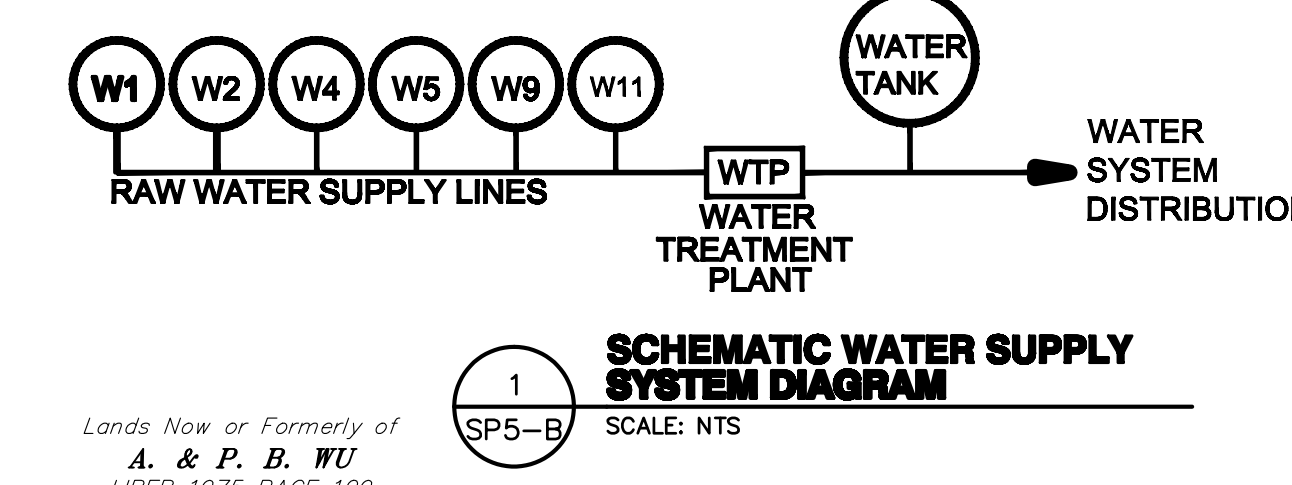 W1 W2 W4 W5 W9 W11
WATER
TANK
RAW WATER SUPPLY LINES
WTP
WATER
TREATMENT
PLANT
WATER
SYSTEM
DISTRIBUTIO
1
SP5-B
SCHEMATIC WATER SUPPLY
SYSTEM DIAGRAM
SCALE: NTS
Lands Now or Formerly of
A. & P. B. WU